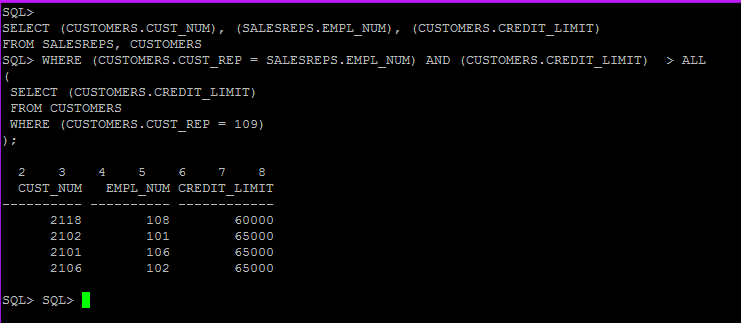 SQL>
SELECT (CUSTOMERS.CUST_NUM), (SALESREPS.EMPL_NUM), (CUSTOMERS.CREDIT_LIMIT)
FROM SALESREPS, CUSTOMERS
SQL> WHERE (CUSTOMERS.CUST_REP = SALESREPS.EMPL_NUM) AND (CUSTOMERS.CREDIT_LIMIT)  > ALL
(
 SELECT (CUSTOMERS.CREDIT_LIMIT)
 FROM CUSTOMERS
 WHERE (CUSTOMERS.CUST_REP = 109)
);
  2    3    4    5    6    7    8
  CUST_NUM   EMPL_NUM CREDIT_LIMIT
---------- ---------- ------------
      2118        108        60000
      2102        101        65000
      2101        106        65000
      2106        102        65000
SQL> SQL>